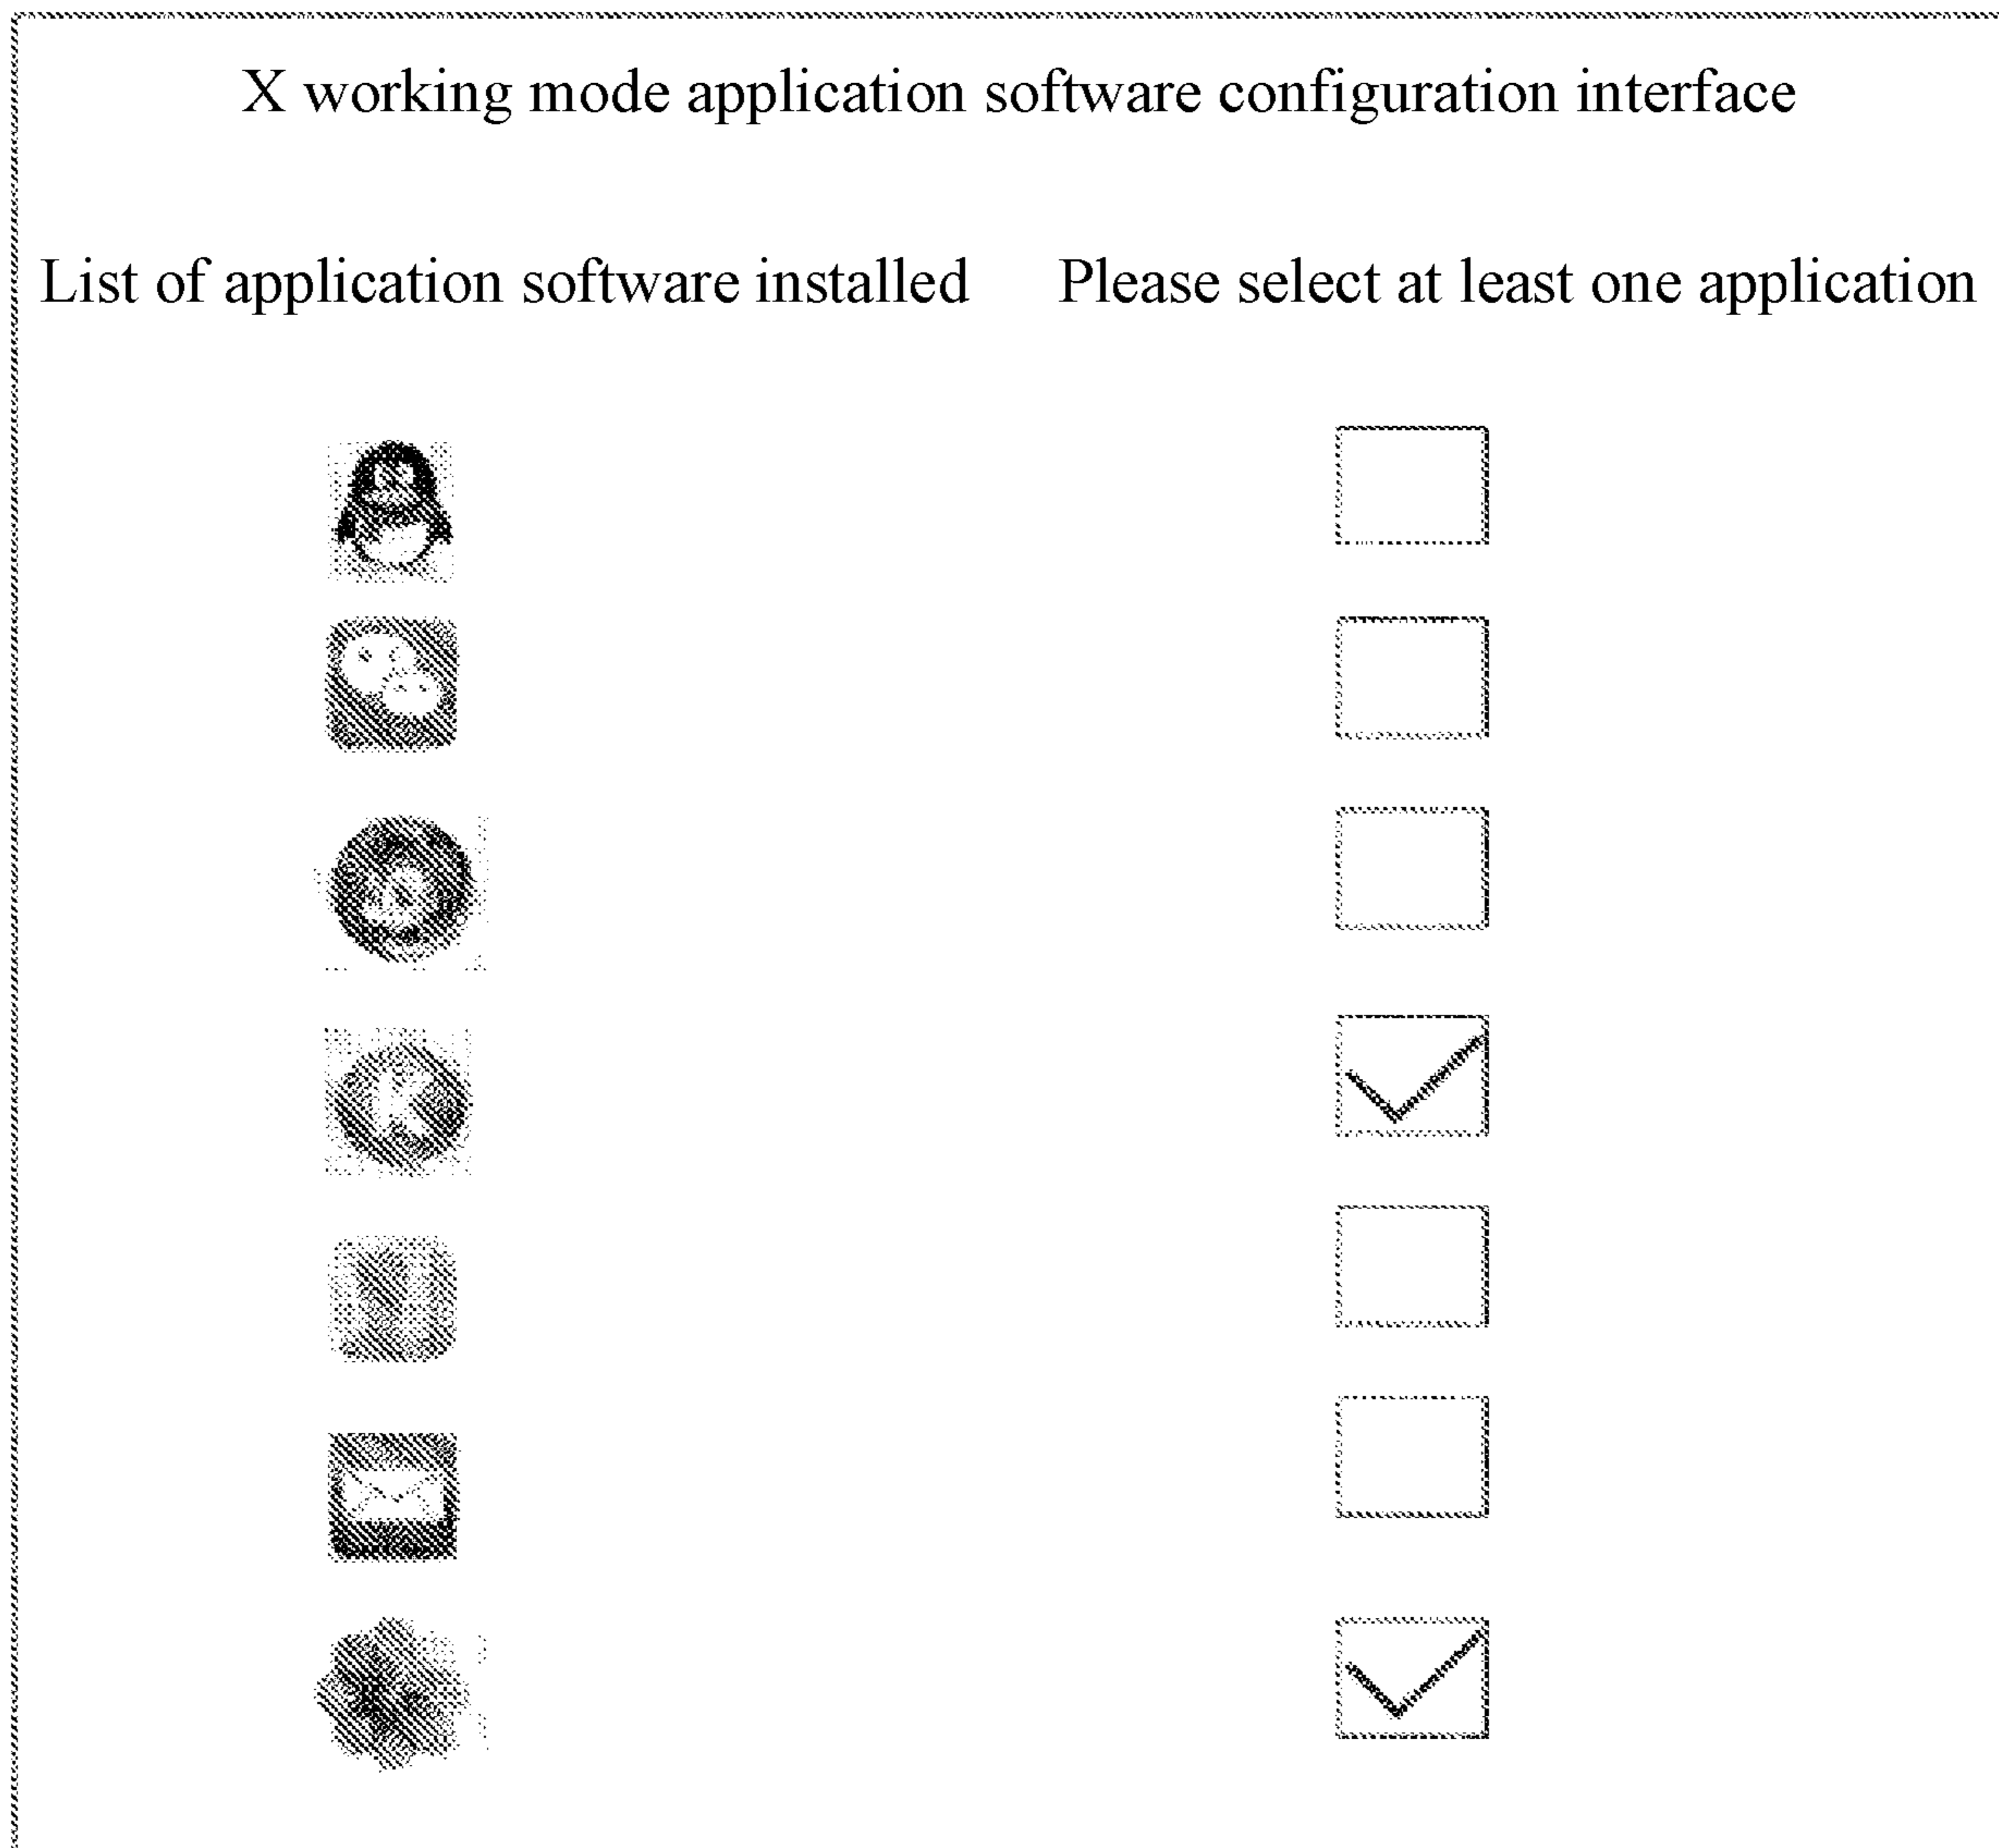 X working mode application software configuration interface
List of application software installed
Please select at least one application